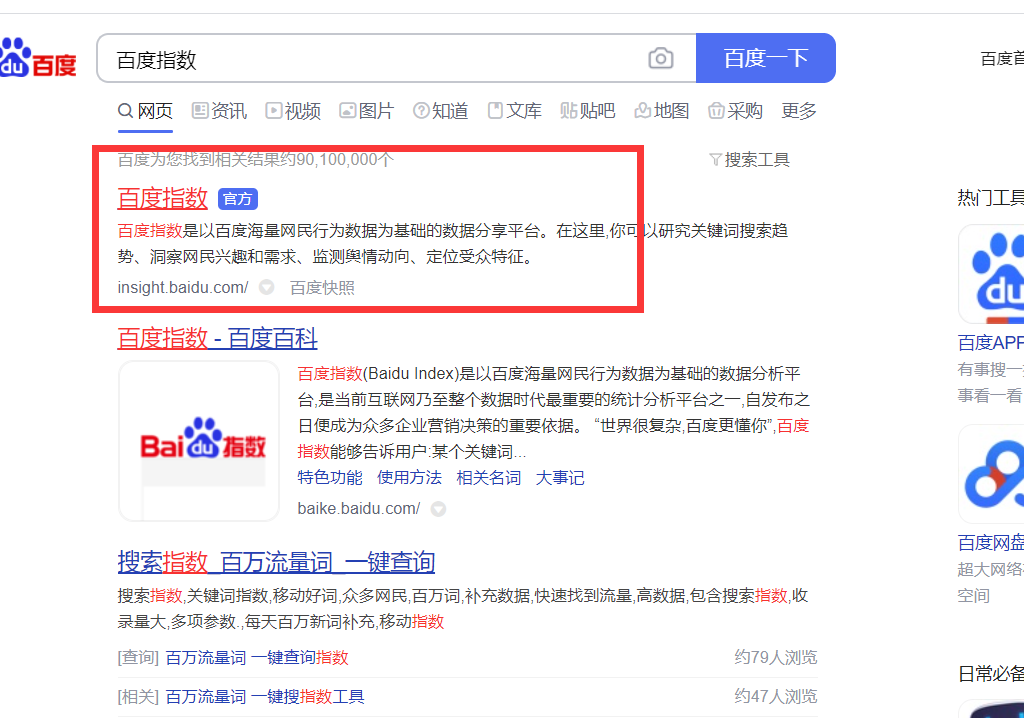 du 百度
百度指数
百度一下
百度首
网页 资讯 视频 图片 知道 文库 贴吧 地图 采购 更多
百度为您找到相关结果约90,100,000个
搜索工具
百度指数 官方
百度指数是以百度海量网民行为数据为基础的数据分享平台。在这里,你可以研究关键词搜索趋
势、洞察网民兴趣和需求、监测舆情动向、定位受众特征。
insight.baidu.com/ 百度快照
百度指数 - 百度百科
Bai du 指数
百度指数(Baidu Index)是以百度海量网民行为数据为基础的数据分析平
台,是当前互联网乃至整个数据时代最重要的统计分析平台之一,自发布之
日便成为众多企业营销决策的重要依据。 “世界很复杂,百度更懂你”,百度
指数能够告诉用户:某个关键词...
特色功能 使用方法 相关名词 大事记
baike.baidu.com/
搜索指数_百万流量词_一键查询
搜索指数,关键词指数,移动好词,众多网民,百万词,补充数据,快速找到流量,高数据,包含搜索指数,收
录量大,多项参数.,每天百万新词补充,移动指数
[查询] 百万流量词 一键查询指数 约79人浏览
[相关] 百万流量词 一键搜指数工具 约47人浏览
热门工具
du
百度APP
有事搜一
事看一看
百度网盘
超大网络
空间
日常必备